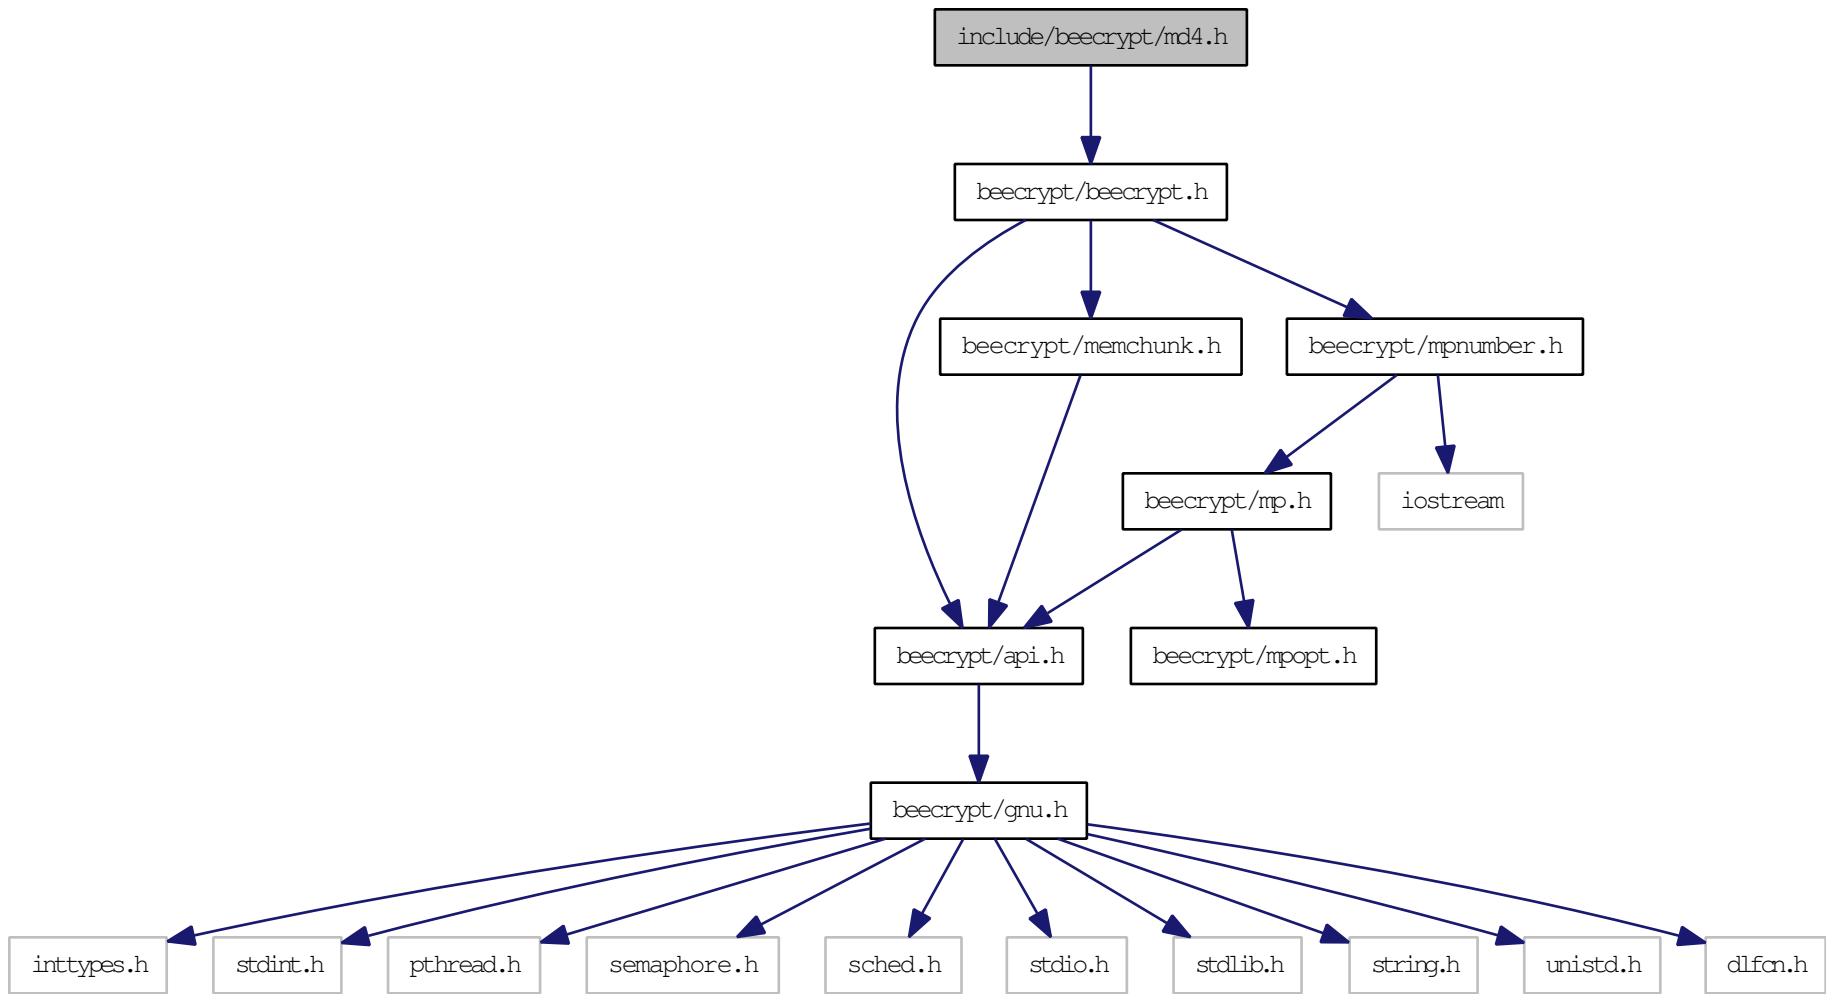 include/beecrypt/md4.h
beecrypt/beecrypt.h
beecrypt/memchunk.h
beecrypt/mpnumber.h
beecrypt/mp.h
iostream
beecrypt/api.h
beecrypt/mpopt.h
beecrypt/gnu.h
inttypes.h
stdint.h
pthread.h
semaphore.h
sched.h
stdio.h
stdlib.h
string.h
unistd.h
dlfcn.h